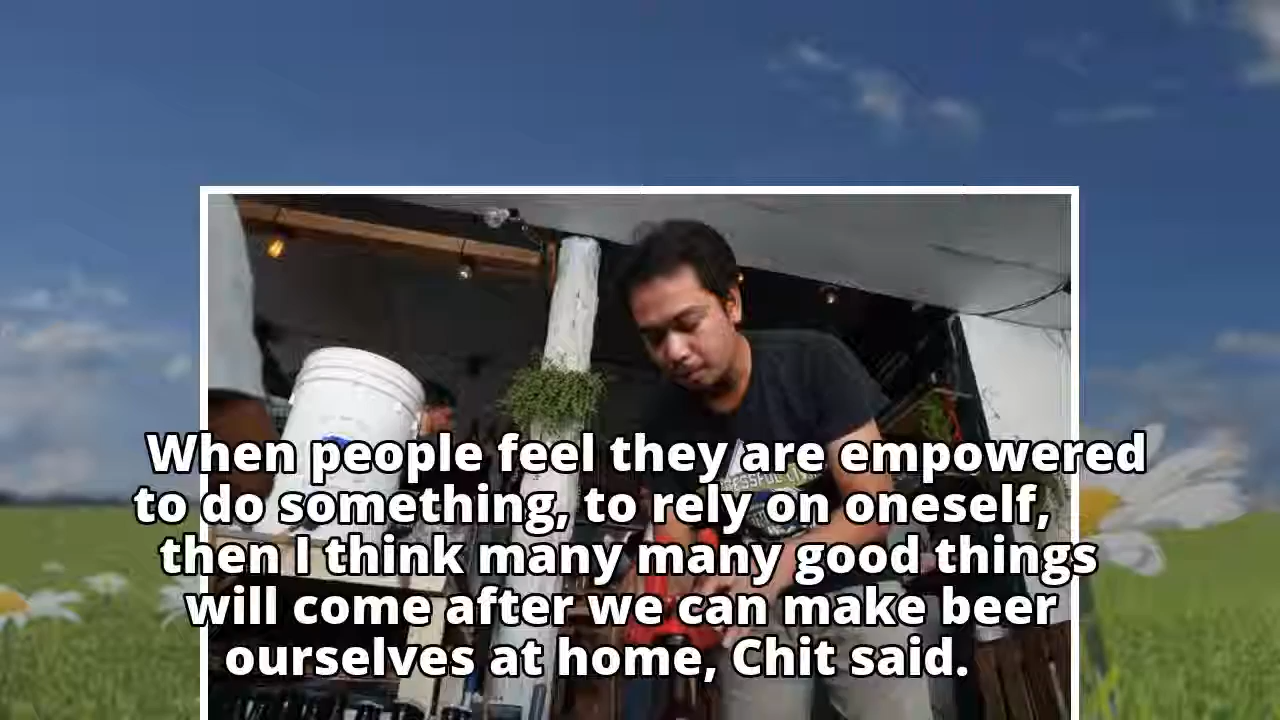 When people feel they are empowered
to do something, to rely on oneself,
then I think many many good things
will come after we can make beer
ourselves at home, Chit said.